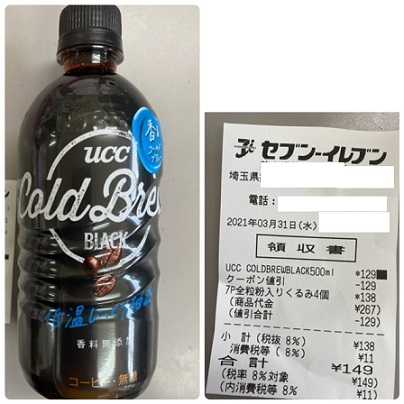 ucc
Cold Brew
BLACK
香料無添加
コーヒー・無糖
セブン-イレブン
埼玉県
電話:
2021年03月31日(水)
領収書
UCC COLDBREWBLACK500ml *129
クーポン値引 -129
7P全粒粉入りくるみ4個 *138
(商品代金 ¥267)
(値引合計 -129)
小 計(税抜 8%) ¥138
消費税等( 8%) ¥11
合 計 ¥149
(税率 8%対象 ¥149)
(内消費税等 8% ¥11)